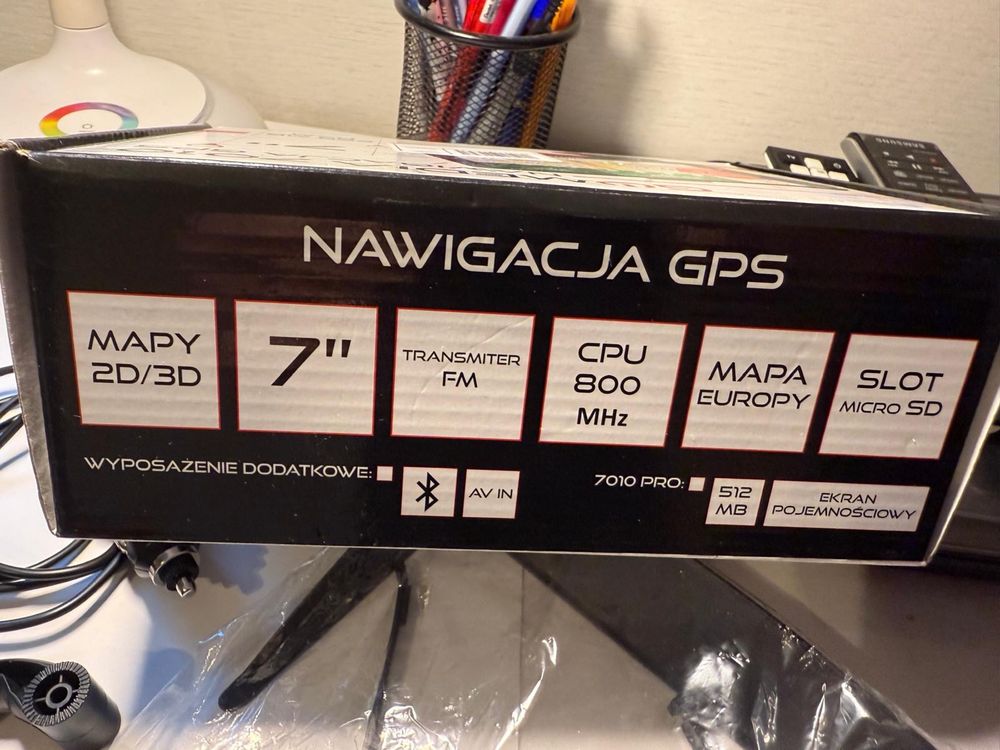 SAMSUNG
NAWIGACJA GPS
MAPY
2D/3D
7"
TRANSMITER
FM
CPU
800
MHz
MAPA
EUROPY
SLOT
MICRO SD
WYPOSAŻENIE DODATKOWE:
AV IN
7010 PRO:
512
MB
EKRAN
POJEMNOŚCIOWY